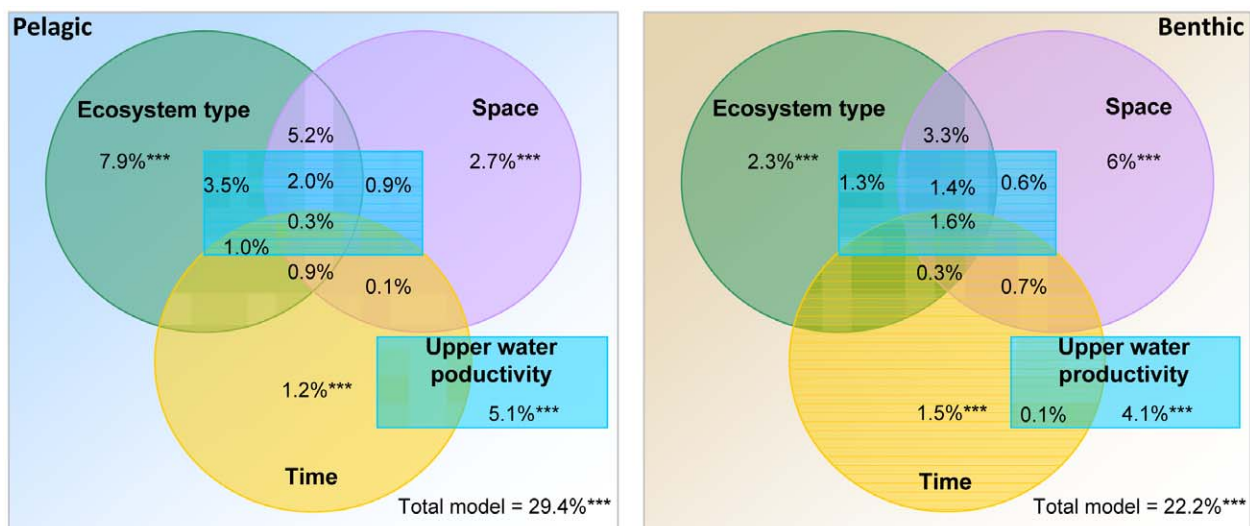 Pelagic
Ecosystem type
Space
5.2%
7.9%***
2.7%***
3.5%
2.0%
0.9%
0.3%
1.0%
0.9%
0.1%
Upper water
poductivity
1.2%***
5.1%***
Time
Total model = 29.4%***
Benthic
Ecosystem type
Space
3.3%
2.3%***
6%***
1.3%
1.4%
0.6%
1.6%
0.3%
0.7%
Upper water
productivity
1.5%***
0.1%
4.1%***
Time
Total model = 22.2%***